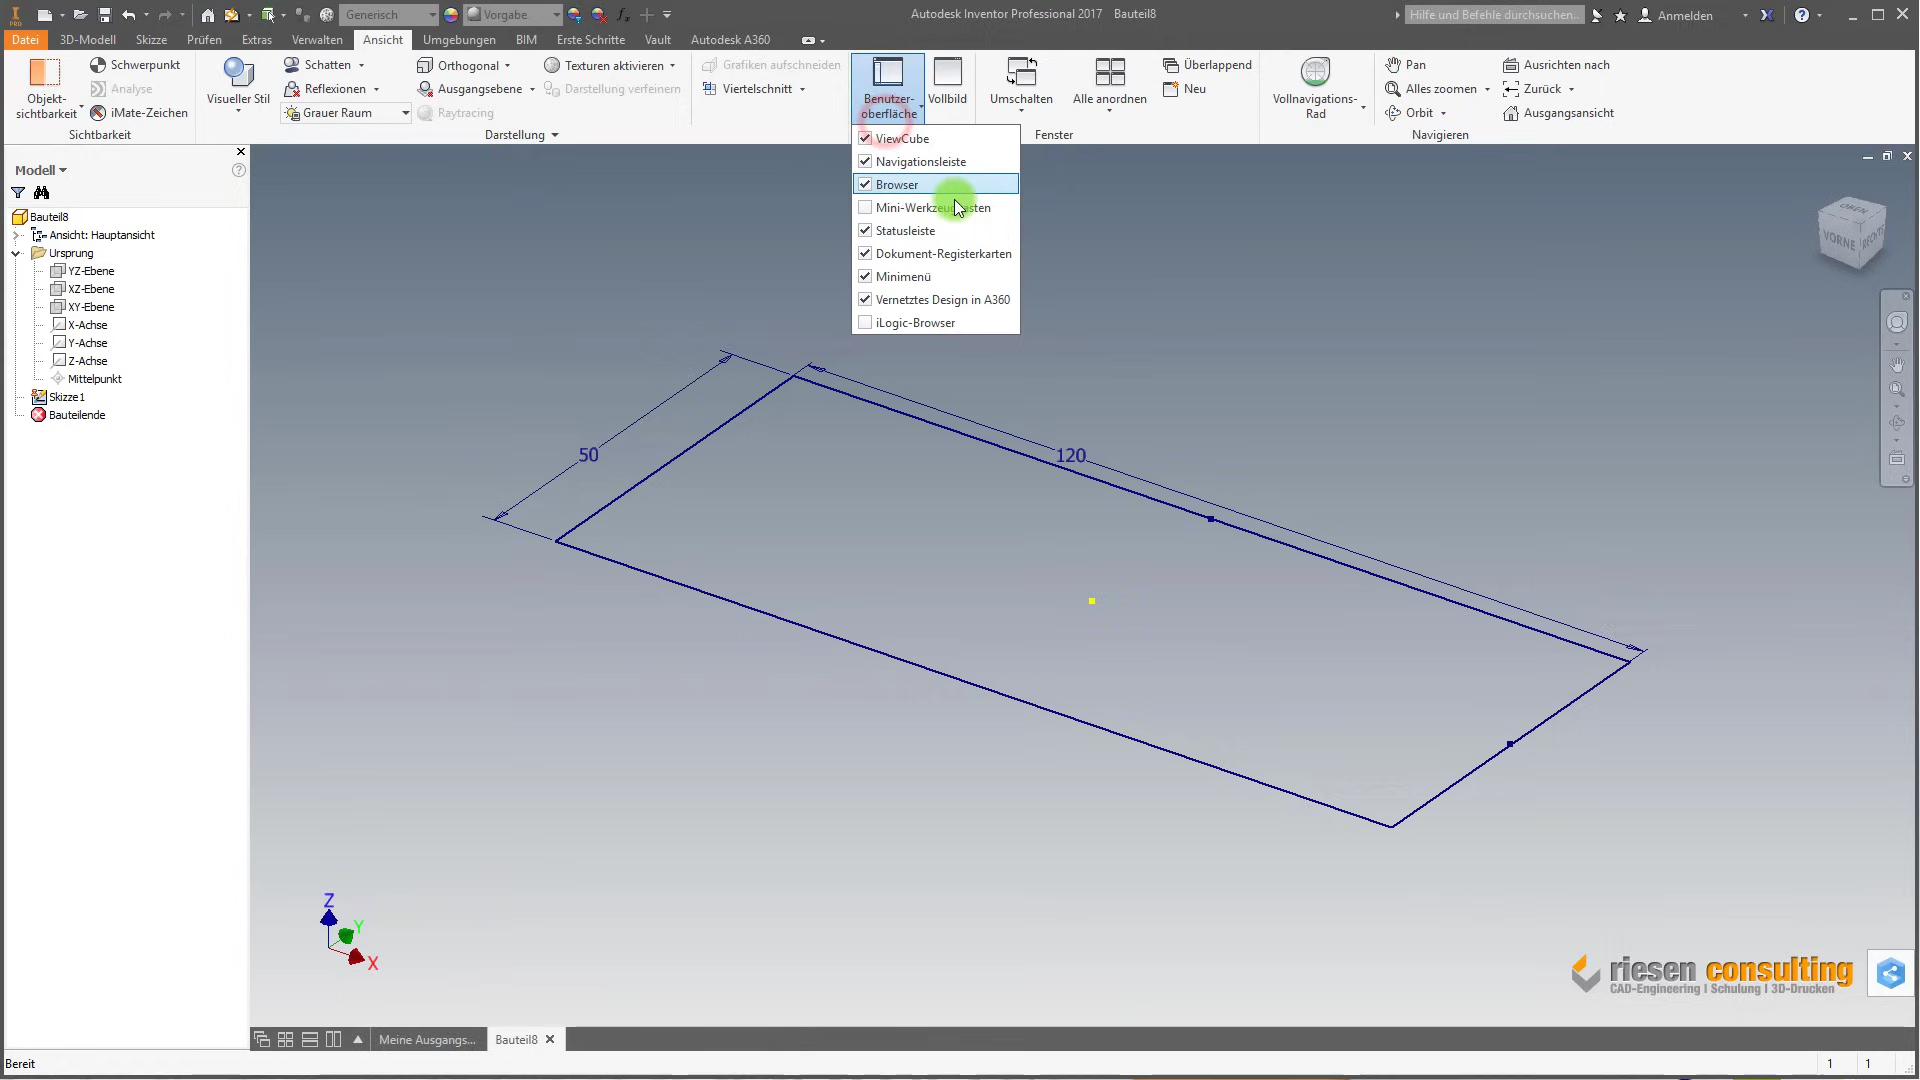 Generisch
Vorgabe
fx
Autodesk Inventor Professional 2017 Bauteil8
Hilfe und Befehle durchsuchen...
Anmelden
PRO
Datei 3D-Modell Skizze Prüfen Extras Verwalten Ansicht Umgebungen BIM Erste Schritte Vault Autodesk A360
Objekt-
sichtbarkeit
Schwerpunkt
Analyse
iMate-Zeichen
Sichtbarkeit
Visueller Stil
Schatten
Reflexionen
Grauer Raum
Orthogonal
Ausgangsebene
Raytracing
Texturen aktivieren
Darstellung verfeinern
Darstellung
Grafiken aufschneiden
Viertelschnitt
Benutzer-
oberfläche
Vollbild
Umschalten
Alle anordnen
Überlappend
Neu
Fenster
Vollnavigations-
Rad
Pan
Alles zoomen
Orbit
Ausrichten nach
Zurück
Ausgangsansicht
Navigieren
ViewCube
Navigationsleiste
Browser
Mini-Werkzeugkasten
Statusleiste
Dokument-Registerkarten
Minimenü
Vernetztes Design in A360
iLogic-Browser
Modell
Bauteil8
Ansicht: Hauptansicht
Ursprung
YZ-Ebene
XZ-Ebene
XY-Ebene
X-Achse
Y-Achse
Z-Achse
Mittelpunkt
Skizze1
Bauteilende
OBEN
VORNE
RECHTS
50
120
Z
Y
X
riesen consulting
CAD-Engineering I Schulung I 3D-Drucken
Meine Ausgangs... Bauteil8
Bereit
1 1